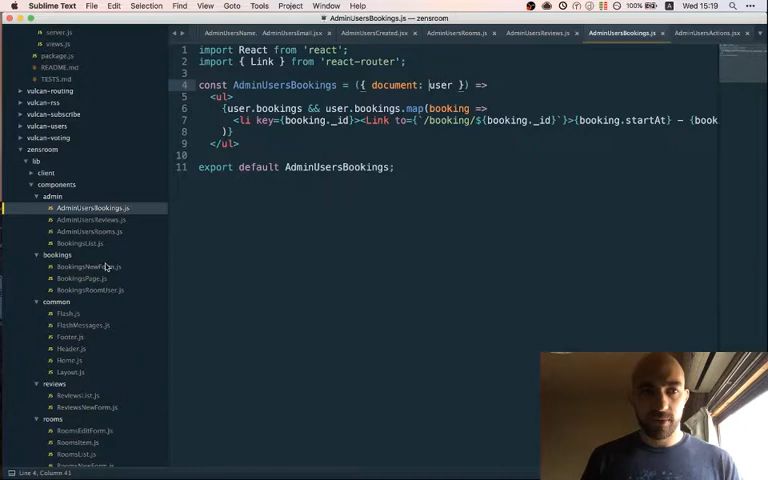 Sublime Text File Edit Selection Find View Goto Tools Project Window Help 100% Wed 15:19
AdminUsersBookings.js — zensroom
AdminUsersName. AdminUsersEmail.jsx AdminUsersCreated.jsx AdminUsersRooms.js AdminUsersReviews.js AdminUsersBookings.js AdminUsersActions.jsx
server.js
views.js
package.js
README.md
TESTS.md
vulcan-routing
vulcan-rss
vulcan-subscribe
vulcan-users
vulcan-voting
zensroom
lib
client
components
admin
AdminUsersBookings.js
AdminUsersReviews.js
AdminUsersRooms.js
BookingsList.js
bookings
BookingsNewForm.js
BookingsPage.js
BookingsRoomUser.js
common
Flash.js
FlashMessages.js
Footer.js
Header.js
Home.js
Layout.js
reviews
ReviewsList.js
ReviewsNewForm.js
rooms
RoomsEditForm.js
RoomsItem.js
RoomsList.js
RoomsNewForm.js
1 import React from 'react';
2 import { Link } from 'react-router';
3
4 const AdminUsersBookings = ({ document: user }) =>
5 <ul>
6 {user.bookings && user.bookings.map(booking =>
7 <li key={booking._id}><Link to={`/booking/${booking._id}`}>{booking.startAt} – {book
8 )}
9 </ul>
10
11 export default AdminUsersBookings;
Line 4, Column 41